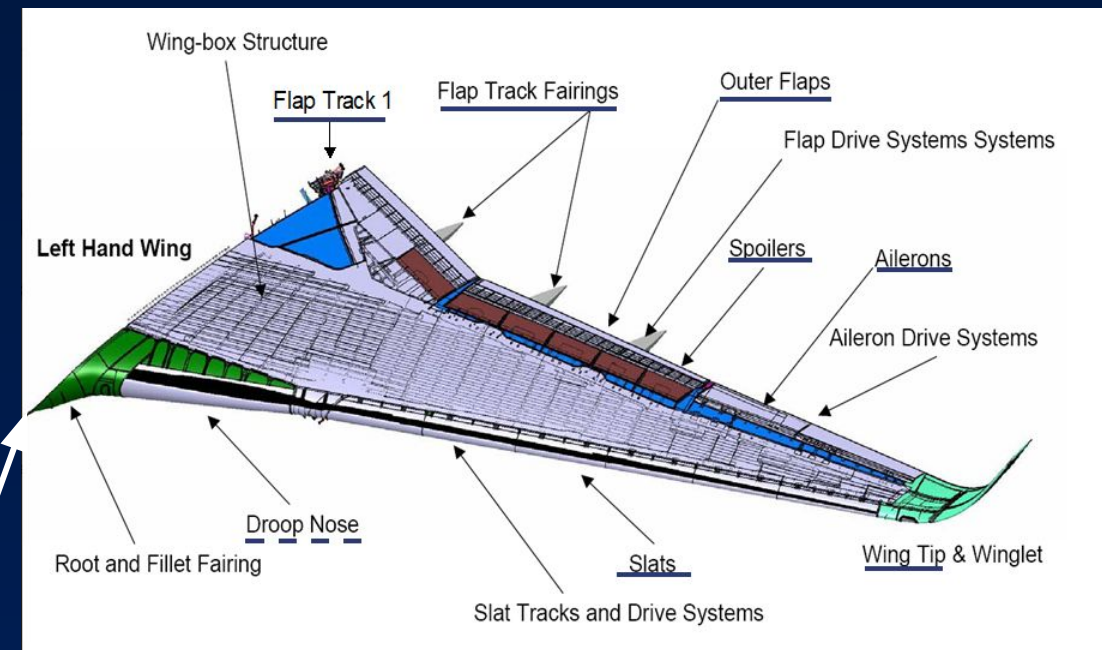 Wing-box Structure
Flap Track 1
Flap Track Fairings
Outer Flaps
Flap Drive Systems Systems
Left Hand Wing
Spoilers
Ailerons
Aileron Drive Systems
Droop Nose
Root and Fillet Fairing
Slats
Wing Tip & Winglet
Slat Tracks and Drive Systems